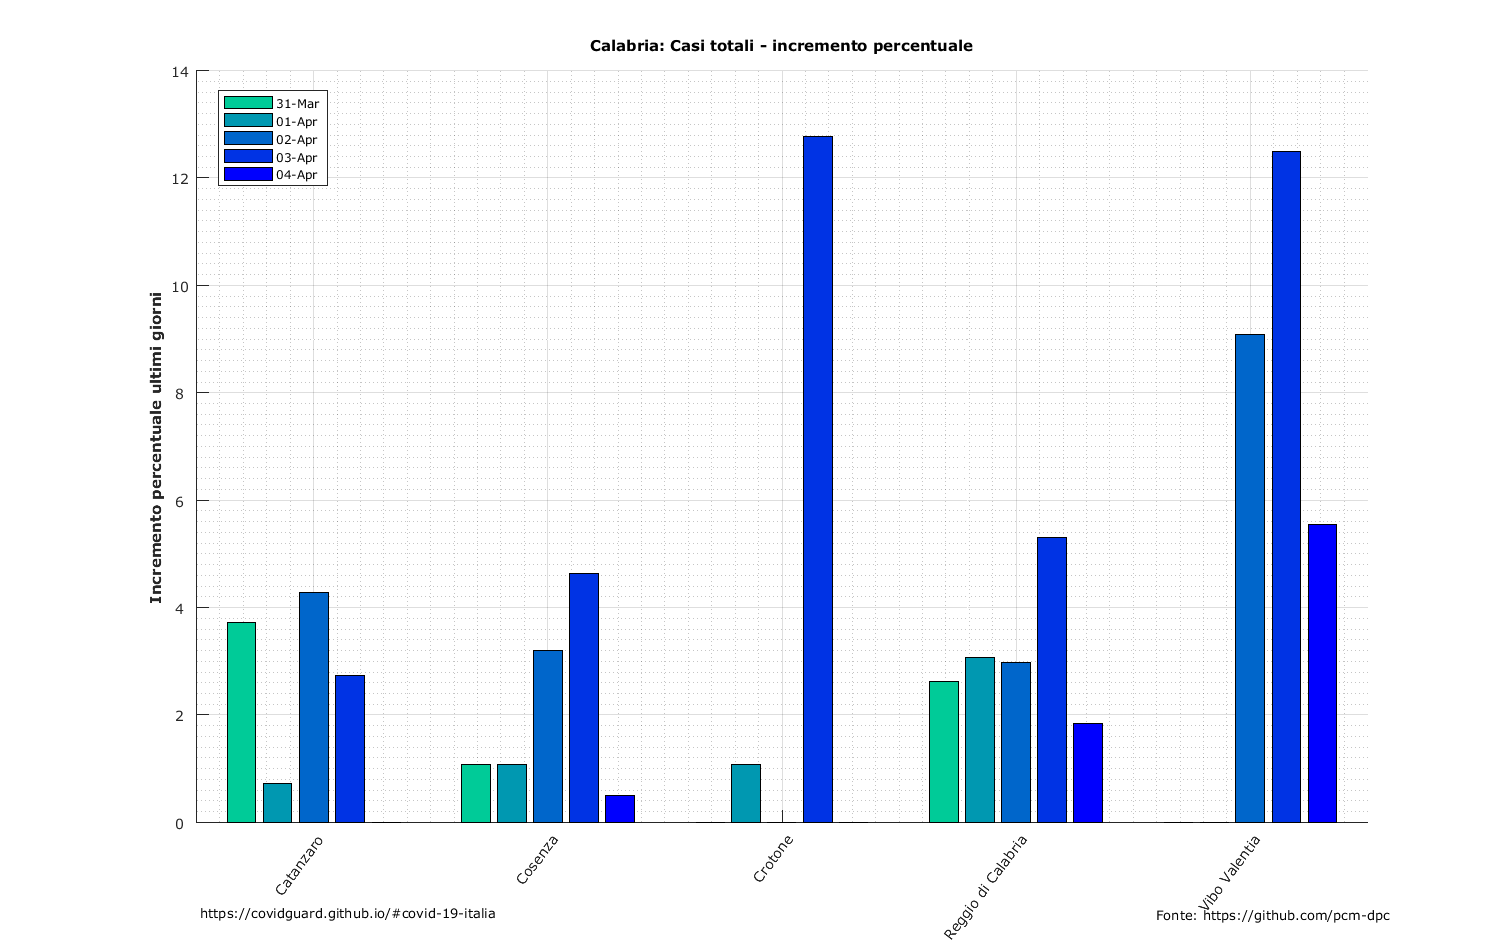 Calabria: Casi totali - incremento percentuale
14
12
10
8
6
4
2
0
Incremento percentuale ultimi giorni
31-Mar
01-Apr
02-Apr
03-Apr
04-Apr
Catanzaro
Cosenza
Crotone
Reggio di Calabria
Vibo Valentia
https://covidguard.github.io/#covid-19-italia
Fonte: https://github.com/pcm-dpc